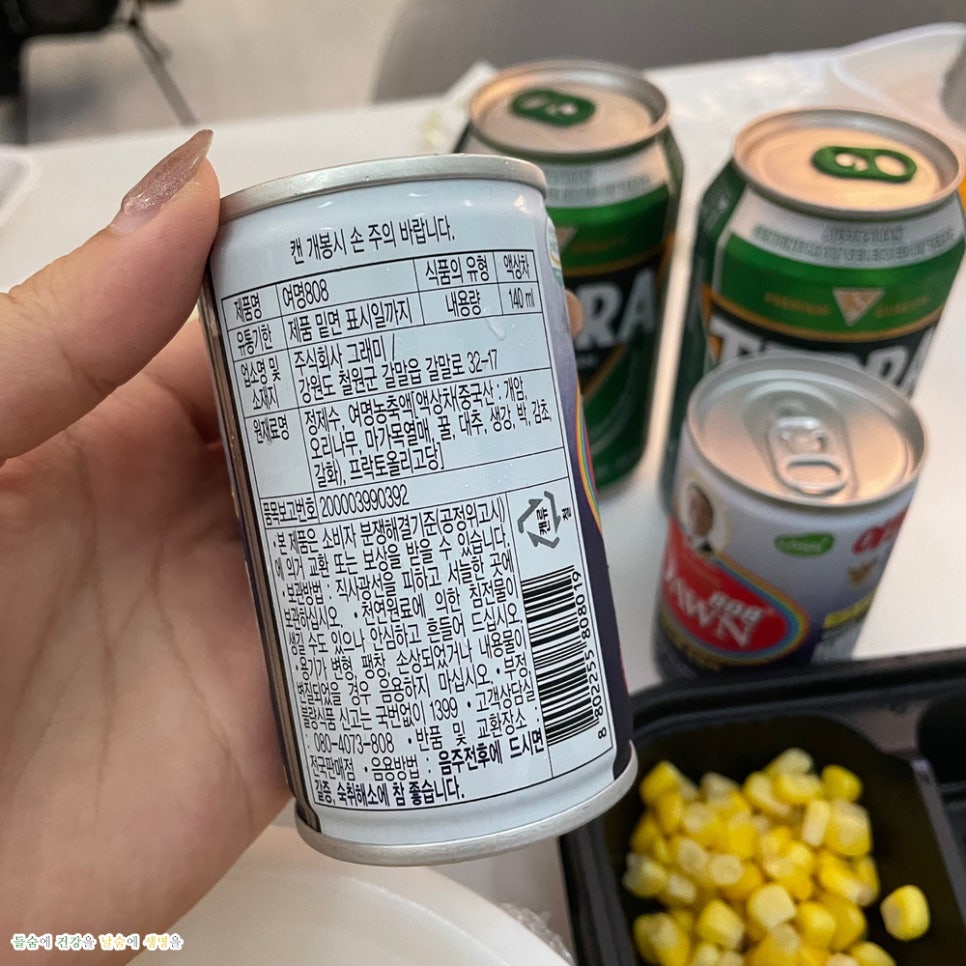 캔 개봉시 손 주의 바랍니다.
제품명 여명808 식품의 유형 액상차
유통기한 제품 밑면 표시일까지 내용량 140 ml
업소명 및 소재지 주식회사 그래미 /
강원도 철원군 갈말읍 갈말로 32-17
원재료명 정제수, 여명농축액[액상차(중국산 : 개암,
오리나무, 마가목열매, 꿀, 대추, 생강, 박, 감초,
갈화), 프락토올리고당]
품목보고번호 200003990392
•본 제품은 소비자 분쟁해결기준(공정위고시)
에 의거 교환 또는 보상을 받을 수 있습니다.
•보관방법 : 직사광선을 피하고 서늘한 곳에
보관하십시오. •천연원료에 의한 침전물이
생길 수도 있으나 안심하고 흔들어 드십시오.
•용기가 변형, 팽창, 손상되었거나 내용물이
변질되었을 경우 음용하지 마십시오. •부정,
불량식품 신고는 국번없이 1399 •고객상담실
: 080-4073-808 •반품 및 교환장소 :
전국판매점 •음용방법 : 음주전후에 드시면
갈증, 숙취해소에 참 좋습니다.
캔류
철
8 802255 808019
TERRA
808
DAWN
들숨에 건강을 날숨에 생명을